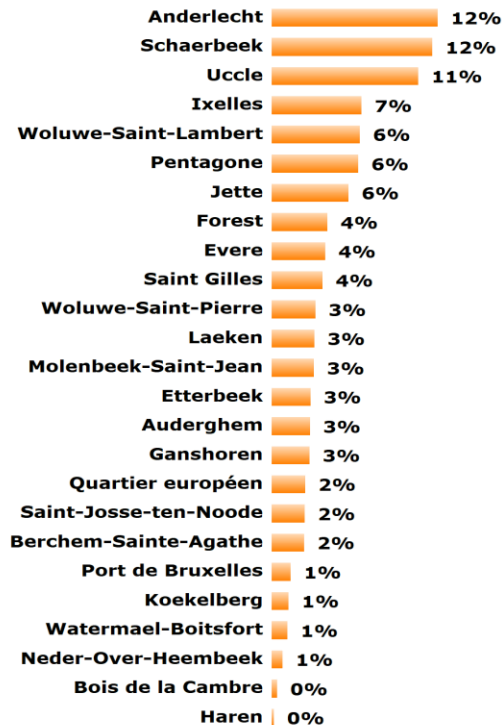 Anderlecht 12%
Schaerbeek 12%
Uccle 11%
Ixelles 7%
Woluwe-Saint-Lambert 6%
Pentagone 6%
Jette 6%
Forest 4%
Evere 4%
Saint Gilles 4%
Woluwe-Saint-Pierre 3%
Laeken 3%
Molenbeek-Saint-Jean 3%
Etterbeek 3%
Auderghem 3%
Ganshoren 3%
Quartier européen 2%
Saint-Josse-ten-Noode 2%
Berchem-Sainte-Agathe 2%
Port de Bruxelles 1%
Koekelberg 1%
Watermael-Boitsfort 1%
Neder-Over-Heembeek 1%
Bois de la Cambre 0%
Haren 0%